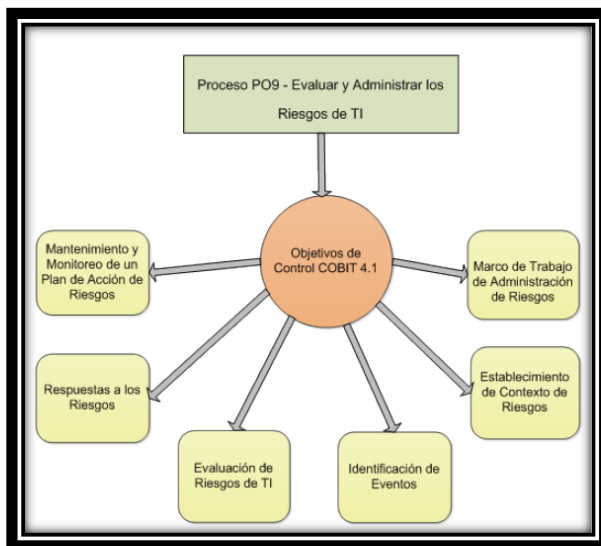 Proceso PO9 - Evaluar y Administrar los
Riesgos de TI
Objetivos de
Control COBIT 4.1
Mantenimiento y
Monitoreo de un
Plan de Acción de
Riesgos
Marco de Trabajo
de Administración
de Riesgos
Respuestas a los
Riesgos
Establecimiento
de Contexto de
Riesgos
Evaluación de
Riesgos de TI
Identificación de
Eventos